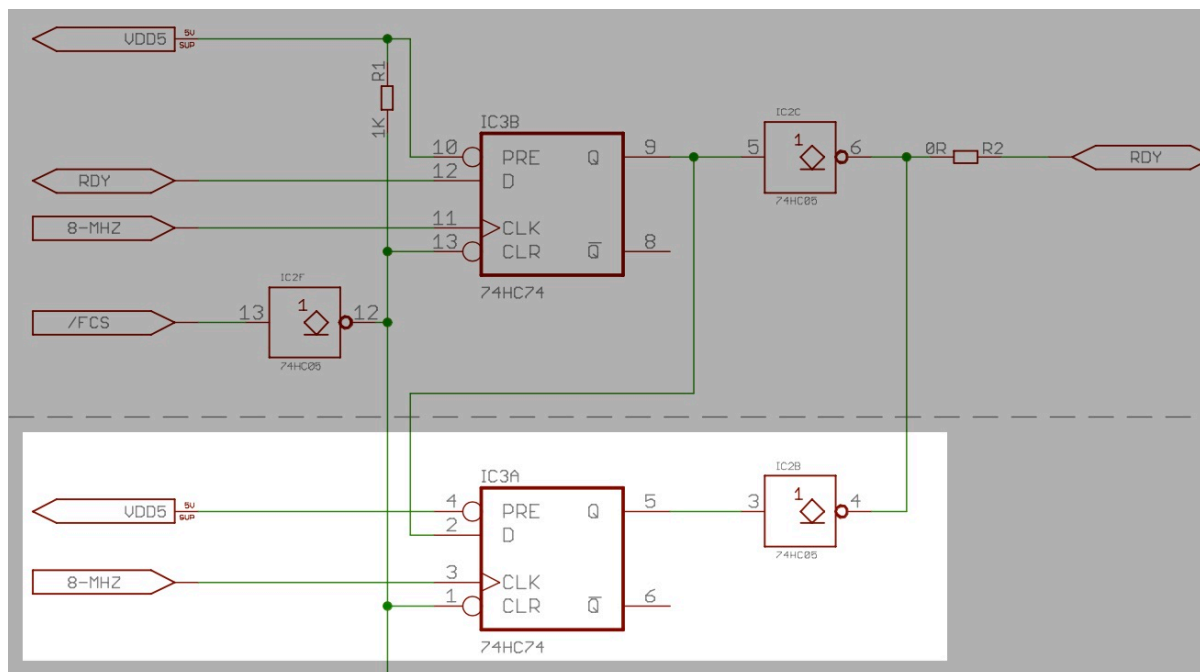 VDD5 5V SUP
R1
1K
IC3B
IC2C
10 PRE Q 9
5 1 6
0R R2
RDY
RDY
12 D
8-MHZ
11 CLK
13 CLR Q 8
74HC05
74HC74
IC2F
/FCS
13 1 12
74HC05
IC3A
IC2B
VDD5 5V SUP
4 PRE Q 5
3 1 4
2 D
74HC05
8-MHZ
3 CLK
1 CLR Q 6
74HC74